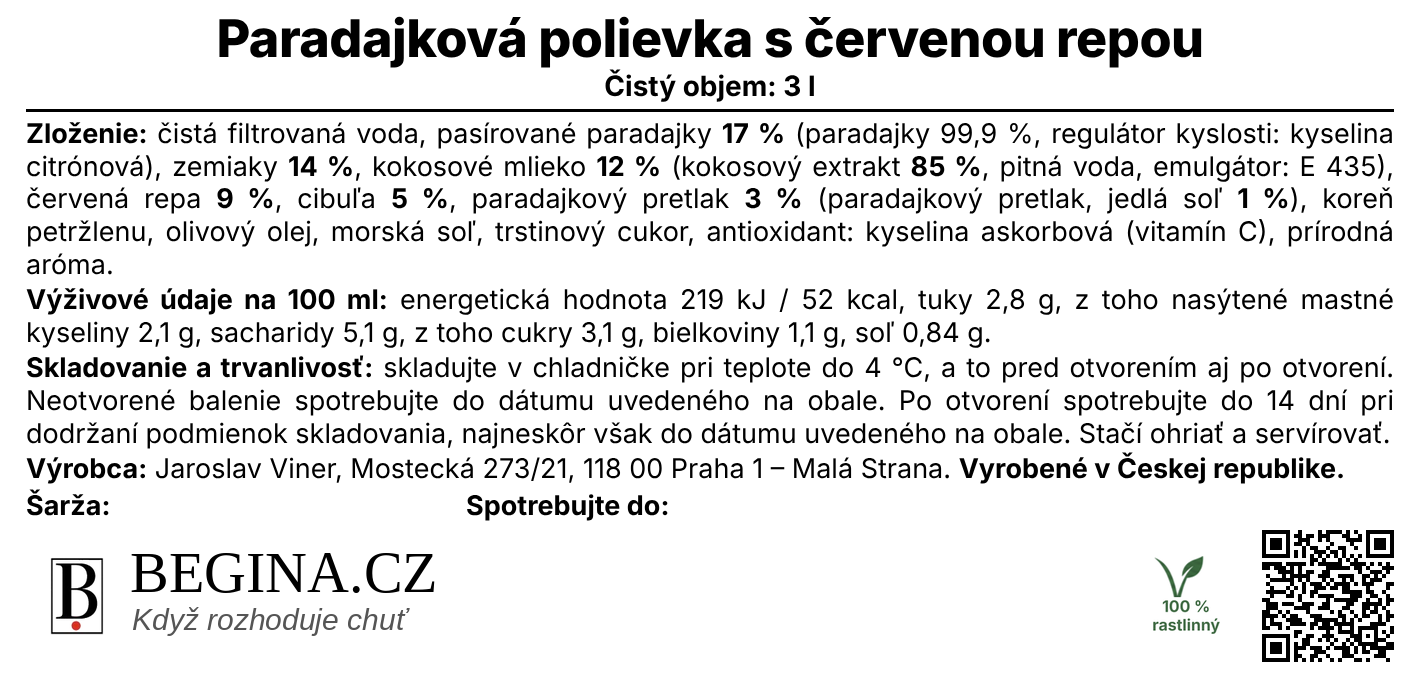 Paradajková polievka s červenou repou
Čistý objem: 3 l
Zloženie: čistá filtrovaná voda, pasírované paradajky 17 % (paradajky 99,9 %, regulátor kyslosti: kyselina
citrónová), zemiaky 14 %, kokosové mlieko 12 % (kokosový extrakt 85 %, pitná voda, emulgátor: E 435),
červená repa 9 %, cibuľa 5 %, paradajkový pretlak 3 % (paradajkový pretlak, jedlá soľ 1 %), koreň
petržlenu, olivový olej, morská soľ, trstinový cukor, antioxidant: kyselina askorbová (vitamín C), prírodná
aróma.
Výživové údaje na 100 ml: energetická hodnota 219 kJ / 52 kcal, tuky 2,8 g, z toho nasýtené mastné
kyseliny 2,1 g, sacharidy 5,1 g, z toho cukry 3,1 g, bielkoviny 1,1 g, soľ 0,84 g.
Skladovanie a trvanlivosť: skladujte v chladničke pri teplote do 4 °C, a to pred otvorením aj po otvorení.
Neotvorené balenie spotrebujte do dátumu uvedeného na obale. Po otvorení spotrebujte do 14 dní pri
dodržaní podmienok skladovania, najneskôr však do dátumu uvedeného na obale. Stačí ohriať a servírovať.
Výrobca: Jaroslav Viner, Mostecká 273/21, 118 00 Praha 1 – Malá Strana. Vyrobené v Českej republike.
Šarža: Spotrebujte do:
B BEGINA.CZ
Když rozhoduje chuť
100 %
rastlinný